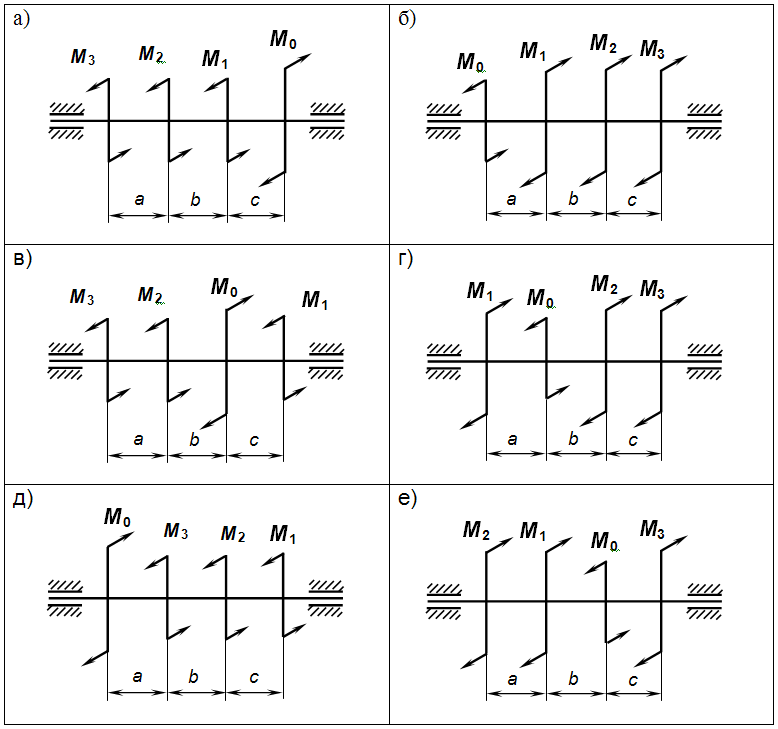 а)
M3 M2 M1 M0
a b c
б)
M0 M1 M2 M3
a b c
в)
M3 M2 M0 M1
a b c
г)
M1 M0 M2 M3
a b c
д)
M0 M3 M2 M1
a b c
е)
M2 M1 M0 M3
a b c